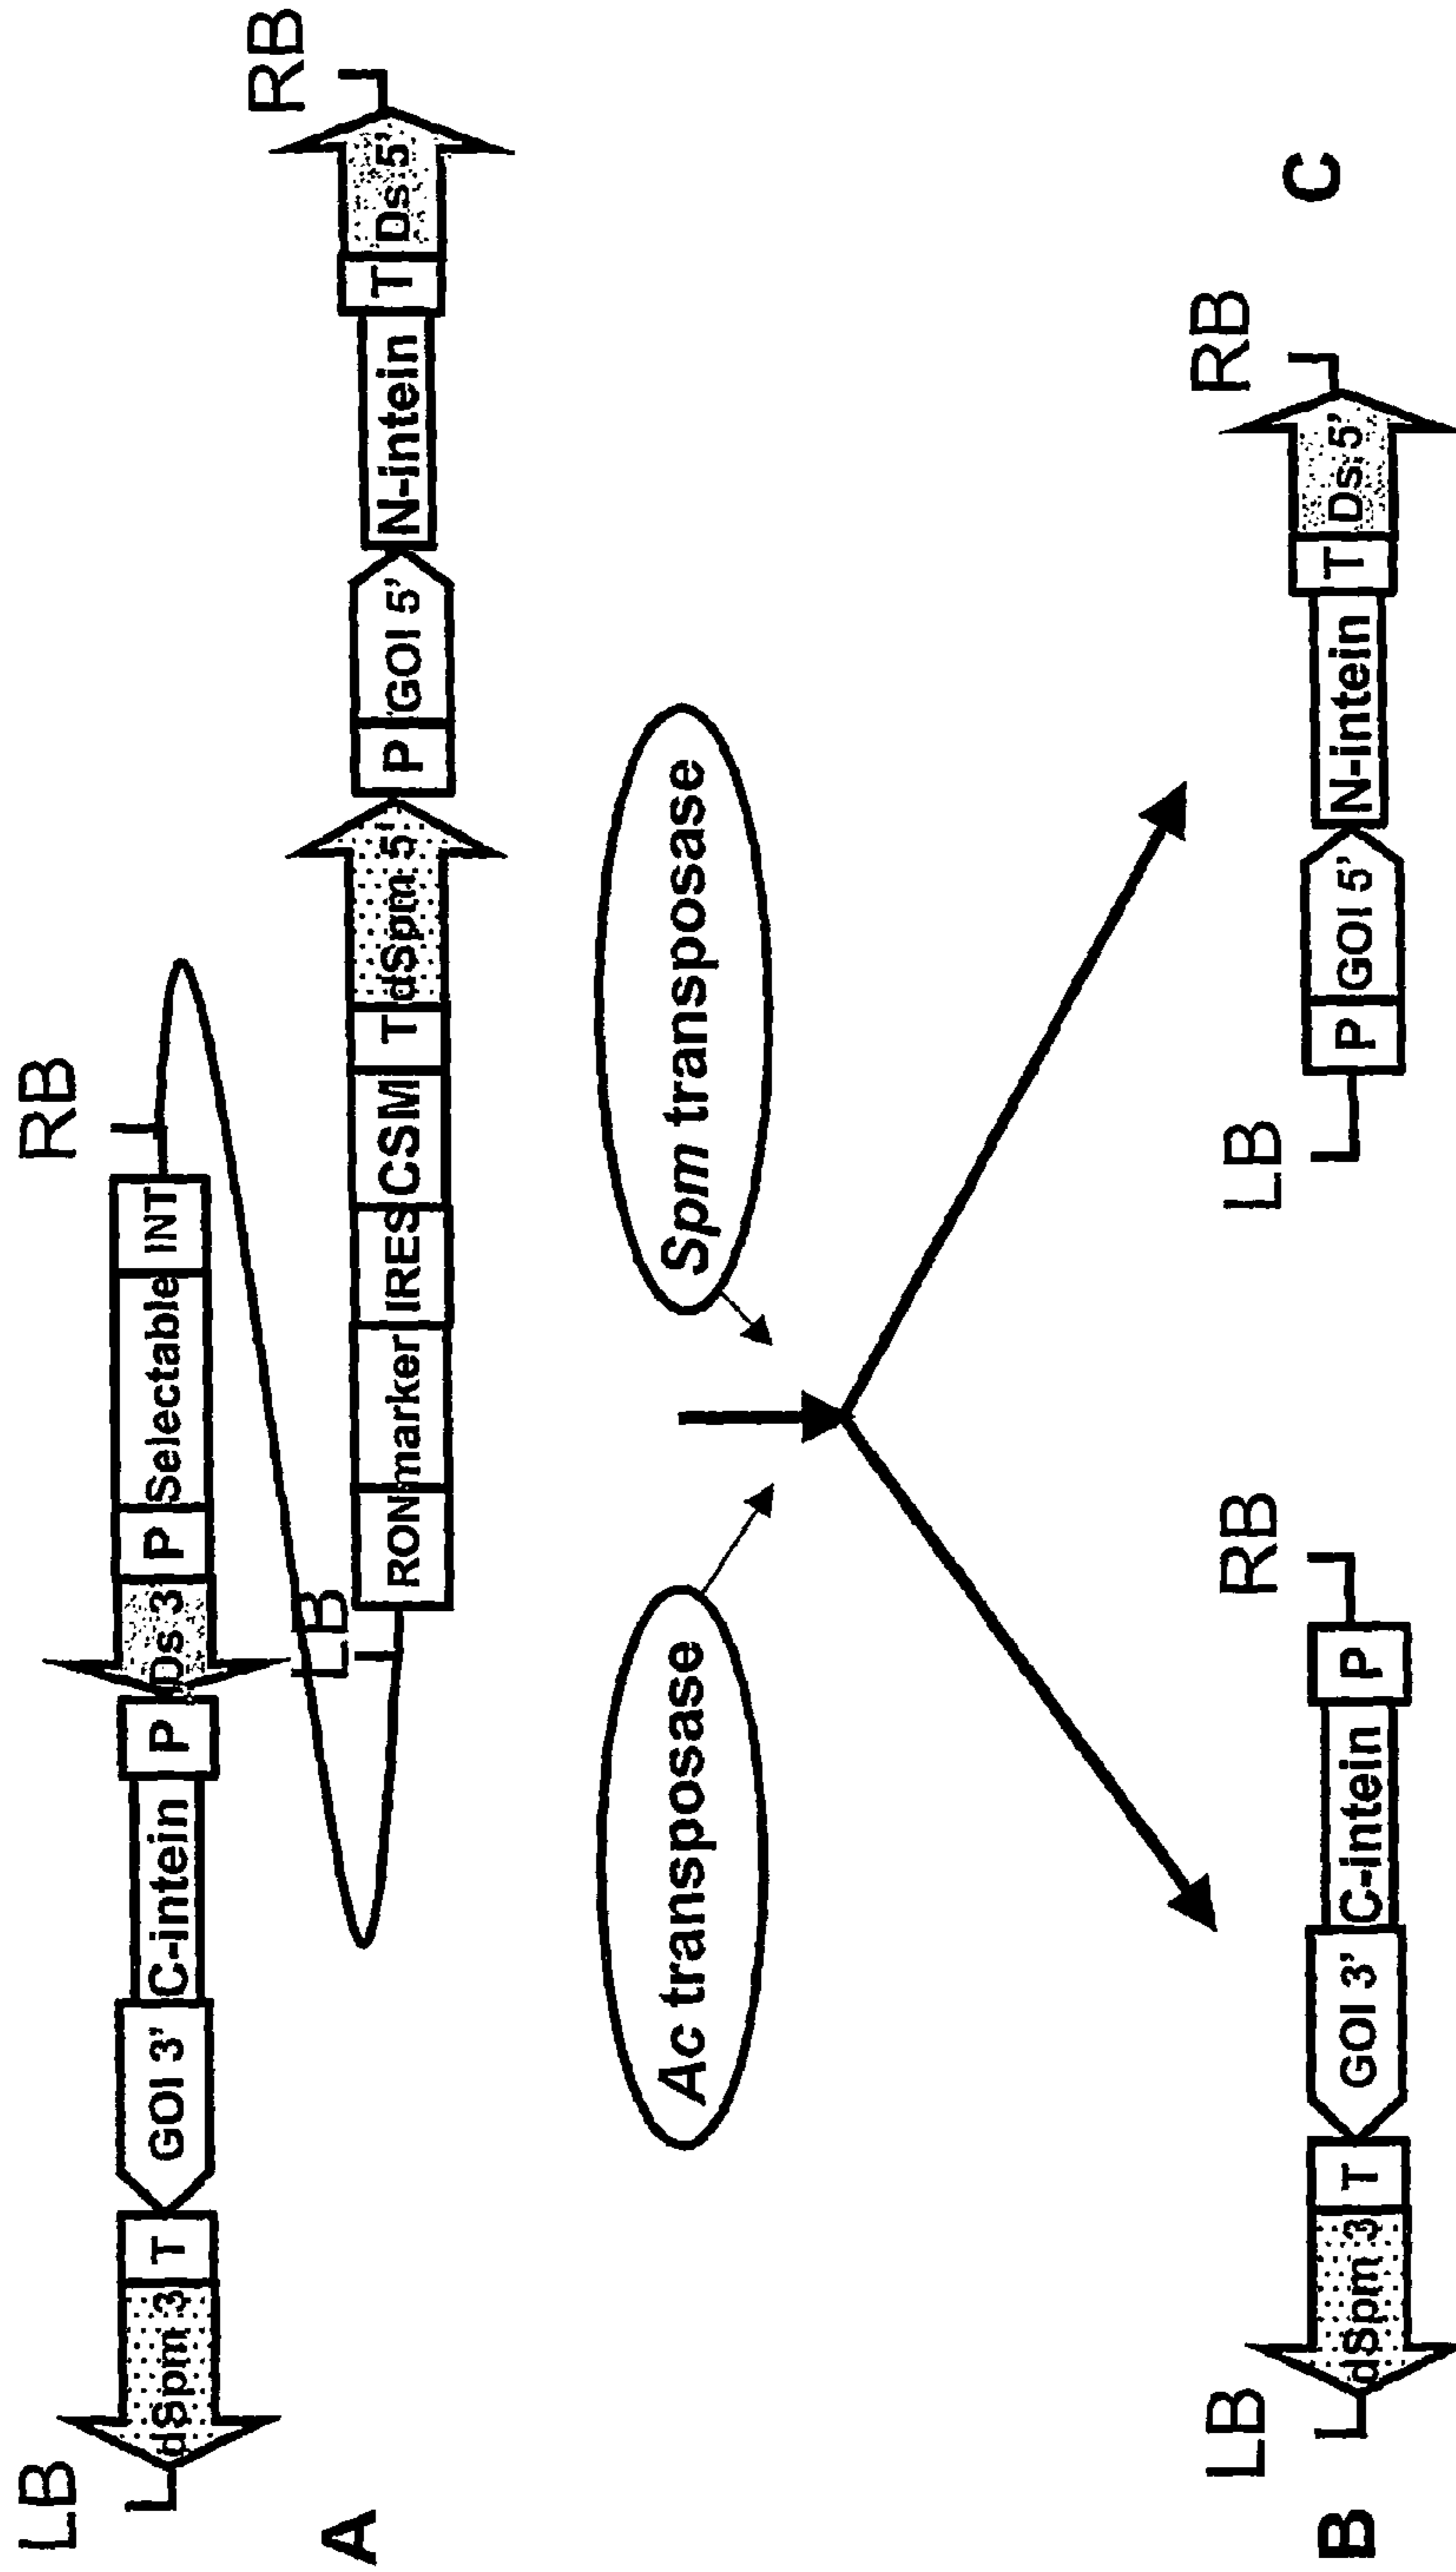 LB RB
dSpm 3 T GOI 3' C-intein P Ds 3' P Selectable INT
A
LB RB
RON marker IRES CSM T dSpm 5' P GOI 5' N-intein T Ds 5'
Ac transposase Spm transposase
LB RB
dSpm 3 T GOI 3' C-intein P
B
LB RB
P GOI 5' N-intein T Ds 5'
C